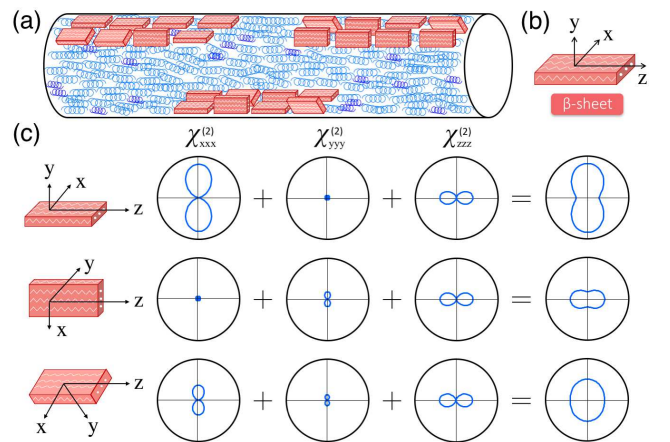 (a)
(b)
y
x
z
β-sheet
(c)
χ(2)xxx
χ(2)yyy
χ(2)zzz
y
x
z
+
+
=
y
z
x
+
+
=
z
x
y
+
+
=